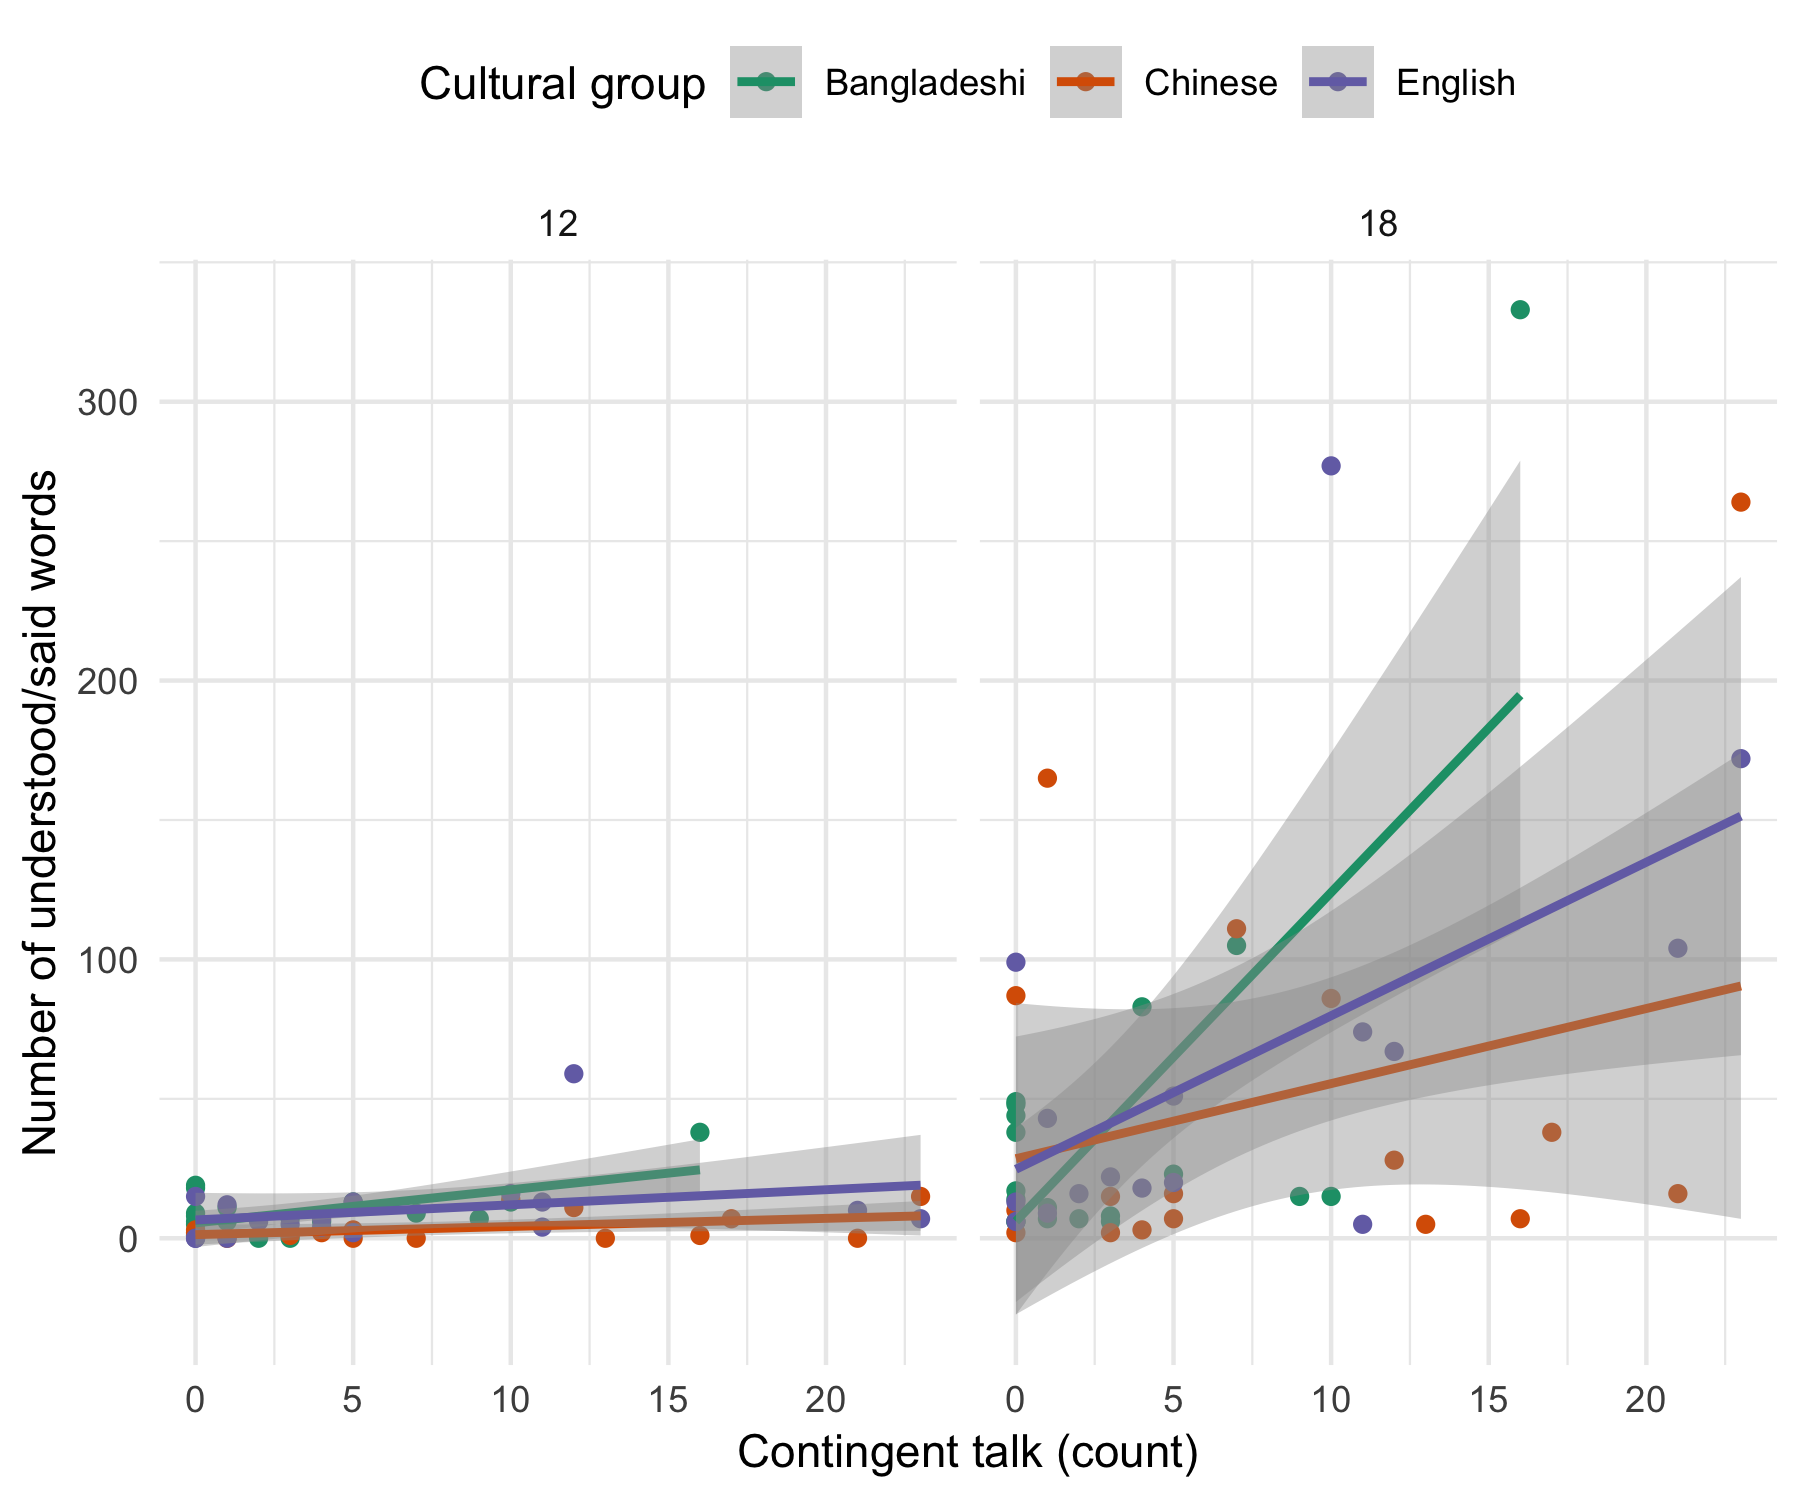 Cultural group Bangladeshi Chinese English
12 18
300
200
100
0
Number of understood/said words
0 5 10 15 20 0 5 10 15 20
Contingent talk (count)